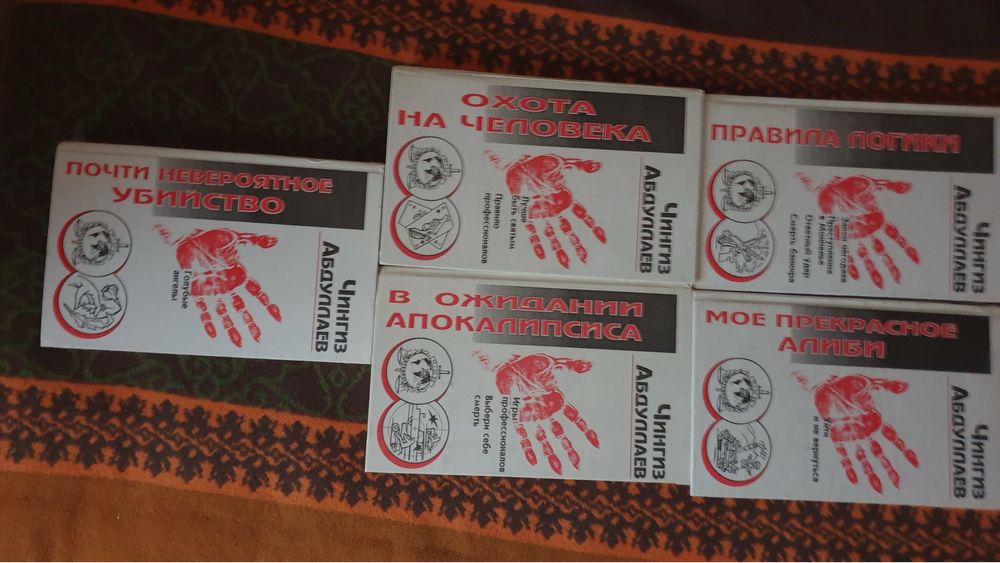 ПОЧТИ НЕВЕРОЯТНОЕ
УБИЙСТВО
Голубые
ангелы
Чингиз
Абдуллаев
ОХОТА
НА ЧЕЛОВЕКА
Лучше
быть святым
Правило
профессионалов
Чингиз
Абдуллаев
ПРАВИЛА ЛОГИКИ
Закон негодяев
Преступление
в Монпелье
Ответный удар
Смерть банкира
Чингиз
Абдуллаев
В ОЖИДАНИИ
АПОКАЛИПСИСА
Игры
профессионалов
Выбери себе
смерть
Чингиз
Абдуллаев
МОЕ ПРЕКРАСНОЕ
АЛИБИ
и не вернуться
Чингиз
Абдуллаев